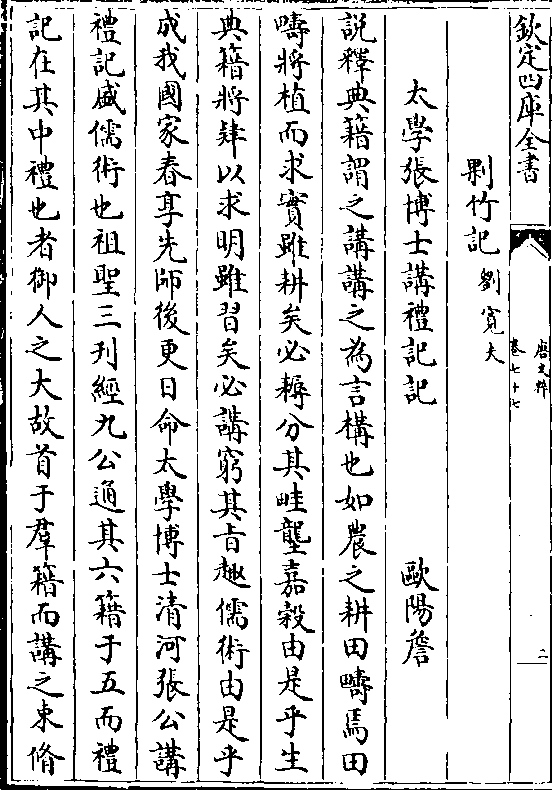 欽定四庫全書
唐文粹
卷七十七
二
剿竹記 劉寬夫
太學張博士講禮記記 歐陽詹
說釋典籍謂之講講之為言構也如農之耕田疇焉田
疇將植而求實雖耕矣必耨分其畦壟嘉榖由是乎生
典籍將肄以求明雖習矣必講窮其旨趣儒術由是乎
成我國家春享先師後更日命太學博士清河張公講
禮記盛儒術也祖聖三刊經九公通其六籍于五而禮
記在其中禮也者御人之大故首于羣籍而講之束脩